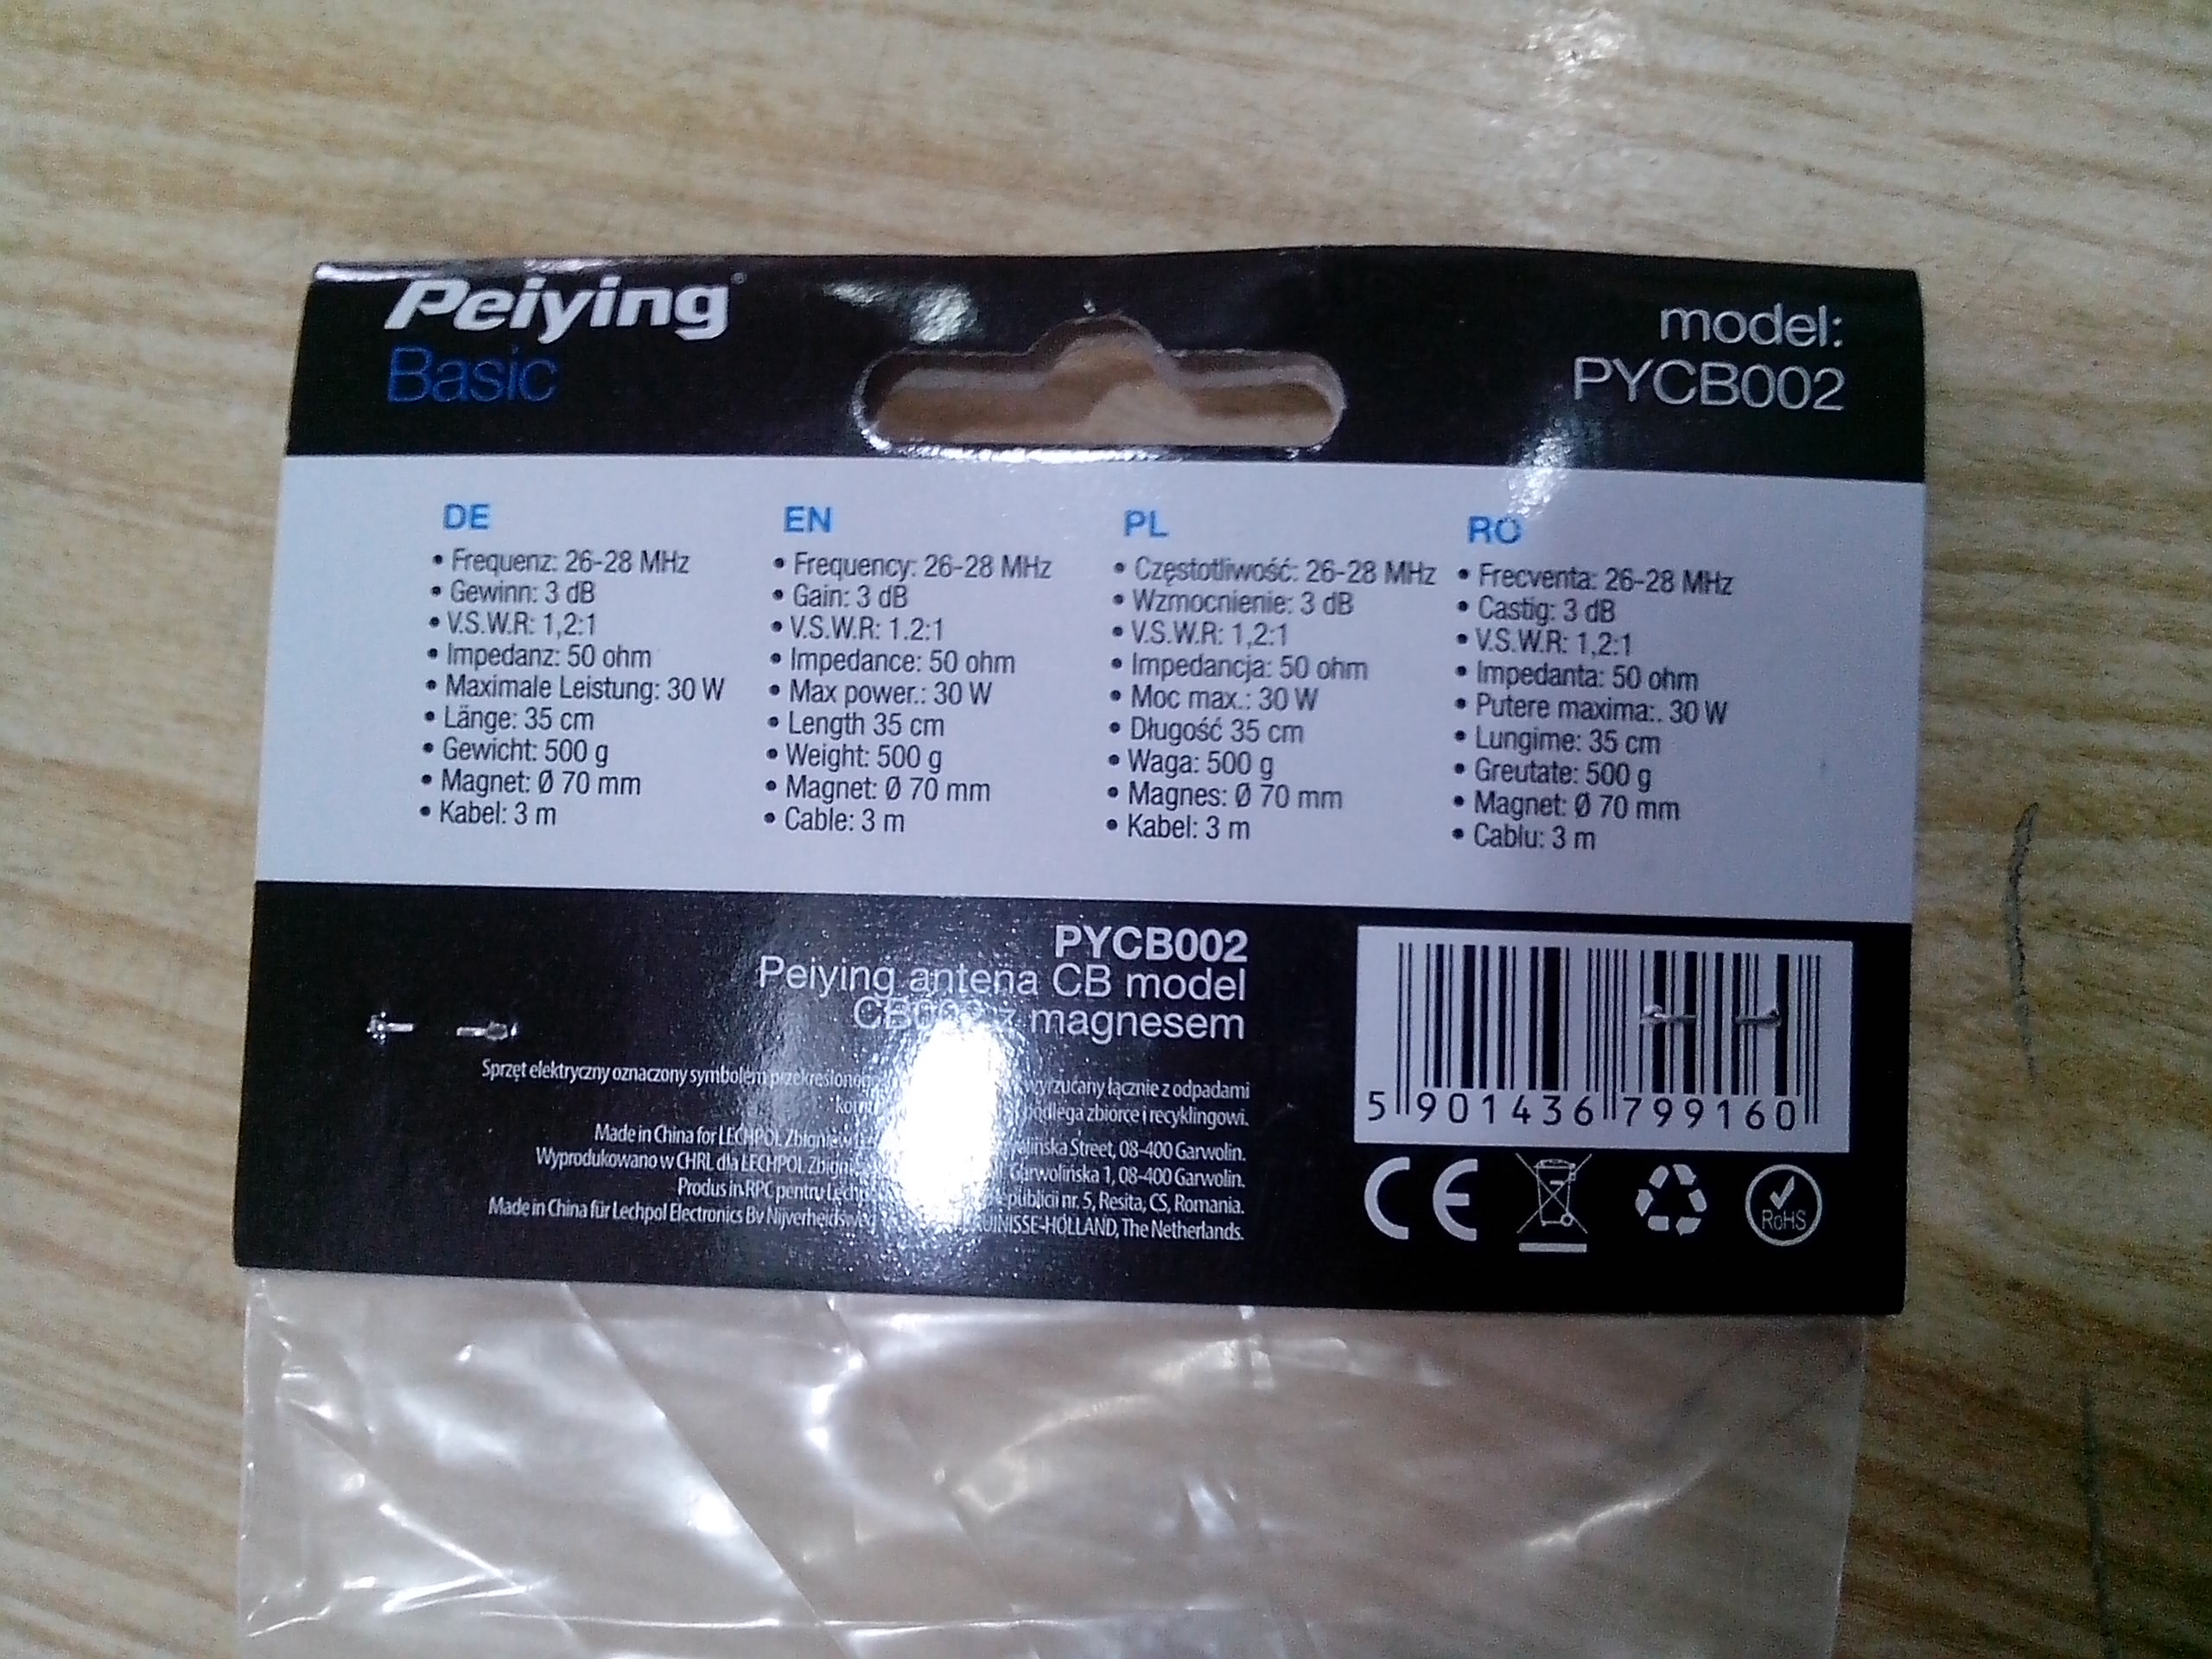 Peiying
Basic
model:
PYCB002
DE
• Frequenz: 26-28 MHz
• Gewinn: 3 dB
• V.S.W.R: 1,2:1
• Impedanz: 50 ohm
• Maximale Leistung: 30 W
• Länge: 35 cm
• Gewicht: 500 g
• Magnet: Ø 70 mm
• Kabel: 3 m
EN
• Frequency: 26-28 MHz
• Gain: 3 dB
• V.S.W.R: 1.2:1
• Impedance: 50 ohm
• Max power.: 30 W
• Length 35 cm
• Weight: 500 g
• Magnet: Ø 70 mm
• Cable: 3 m
PL
• Częstotliwość: 26-28 MHz
• Wzmocnienie: 3 dB
• V.S.W.R: 1,2:1
• Impedancja: 50 ohm
• Moc max.: 30 W
• Długość 35 cm
• Waga: 500 g
• Magnes: Ø 70 mm
• Kabel: 3 m
RO
• Frecventa: 26-28 MHz
• Castig: 3 dB
• V.S.W.R: 1,2:1
• Impedanta: 50 ohm
• Putere maxima:. 30 W
• Lungime: 35 cm
• Greutate: 500 g
• Magnet: Ø 70 mm
• Cablu: 3 m
PYCB002
Peiying antena CB model
z magnesem
Sprzęt elektryczny oznaczony symbolem wyrzucany łącznie z odpadami
podlega zbiórce i recyklingowi.
Made in China for LECHPOL Street, 08-400 Garwolin.
Wyprodukowano w CHRL dla LECHPOL Garwolińska 1, 08-400 Garwolin.
Produs in RPC pentru nr. 5, Resita, CS, Romania.
Made in China für Lechpol Electronics Bv The Netherlands.
5 901436 799160
CE
RoHS